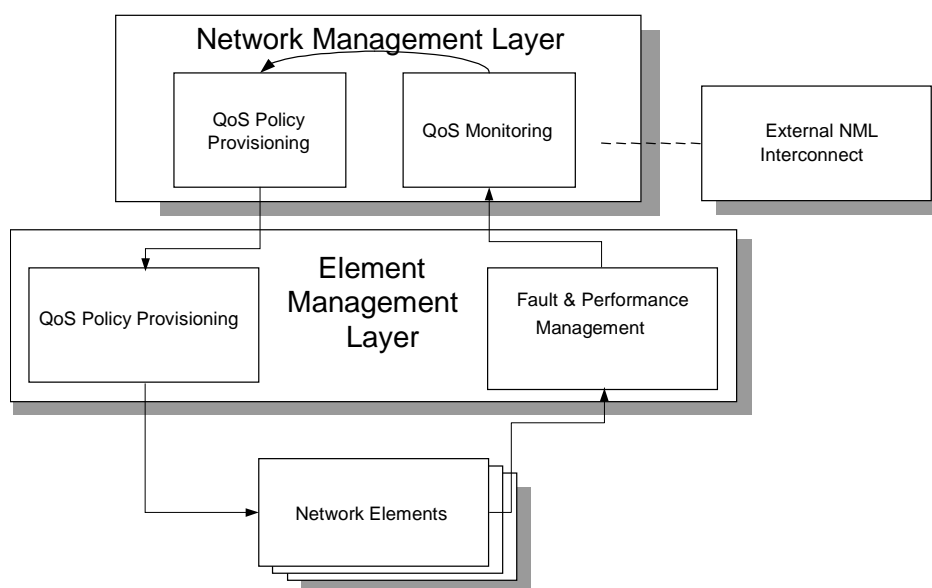 Network Management Layer
QoS Policy
Provisioning
QoS Monitoring
External NML
Interconnect
Element
Management
Layer
QoS Policy Provisioning
Fault & Performance
Management
Network Elements